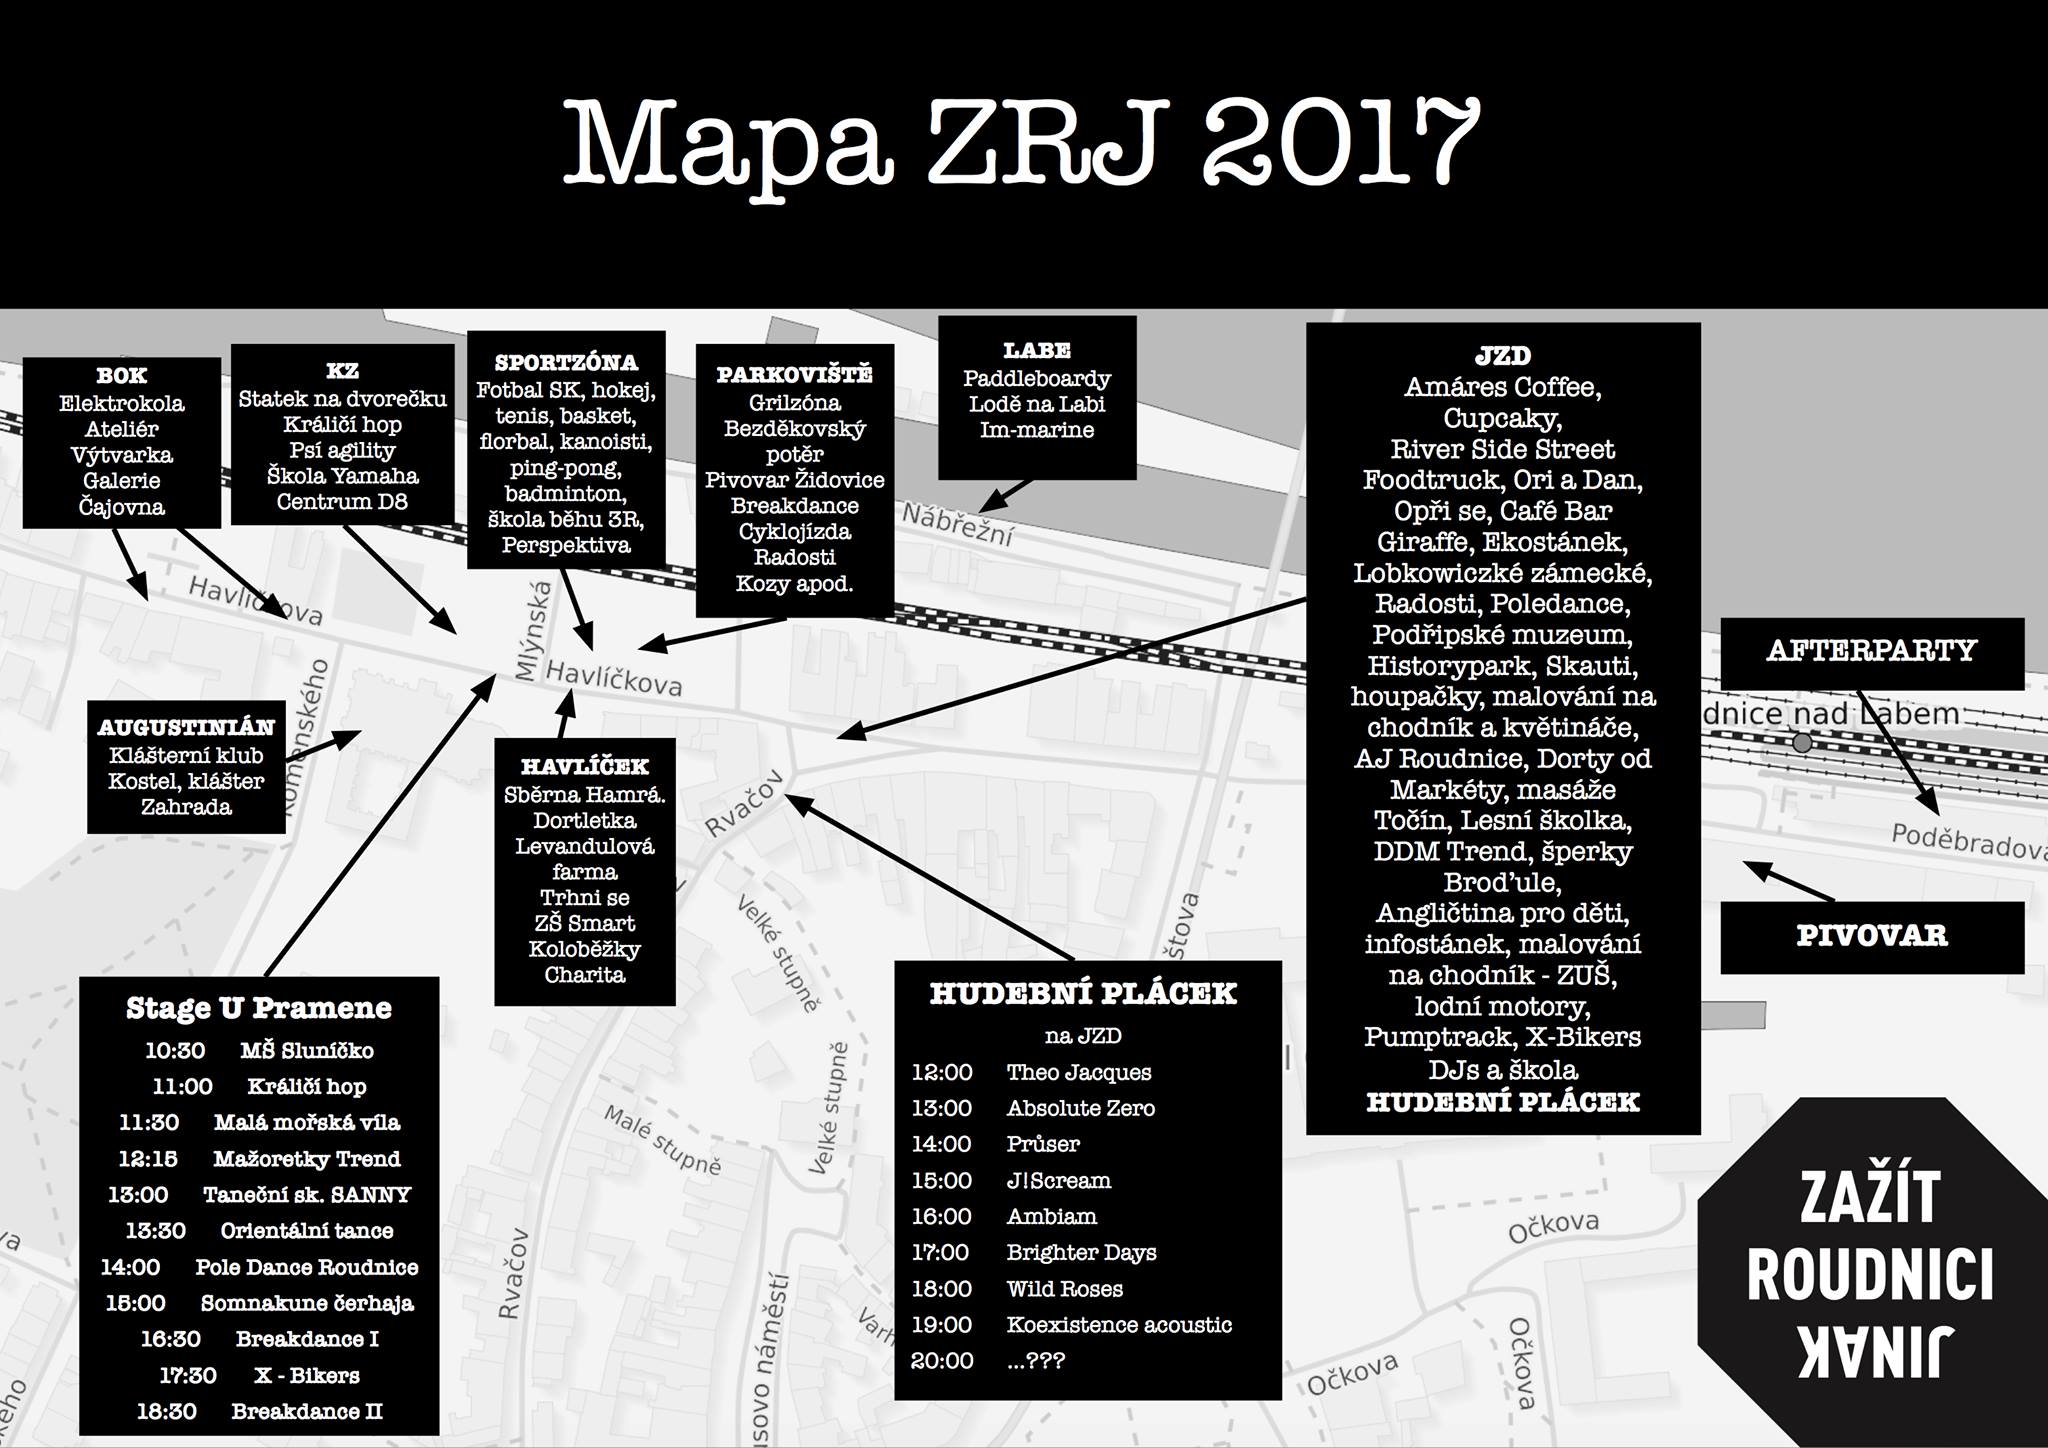 Mapa ZRJ 2017
BOK
Elektrokola
Ateliér
Výtvarka
Galerie
Čajovna
KZ
Statek na dvorečku
Králičí hop
Psí agility
Škola Yamaha
Centrum D8
SPORTZÓNA
Fotbal SK, hokej,
tenis, basket,
florbal, kanoisti,
ping-pong,
badminton,
škola běhu 3R,
Perspektiva
PARKOVIŠTĚ
Grilzóna
Bezděkovský
potěr
Pivovar Židovice
Breakdance
Cyklojízda
Radosti
Kozy apod.
LABE
Paddleboardy
Lodě na Labi
Im-marine
JZD
Amáres Coffee,
Cupcaky,
River Side Street
Foodtruck, Ori a Dan,
Opři se, Café Bar
Giraffe, Ekostánek,
Lobkowiczké zámecké,
Radosti, Poledance,
Podřipské muzeum,
Historypark, Skauti,
houpačky, malování na
chodník a květináče,
AJ Roudnice, Dorty od
Markéty, masáže
Točín, Lesní školka,
DDM Trend, šperky
Broďule,
Angličtina pro děti,
infostánek, malování
na chodník - ZUŠ,
lodní motory,
Pumptrack, X-Bikers
DJs a škola
HUDEBNÍ PLÁCEK
AFTERPARTY
PIVOVAR
AUGUSTINIÁN
Klášterní klub
Kostel, klášter
Zahrada
HAVLÍČEK
Sběrna Hamrá.
Dortletka
Levandulová
farma
Trhni se
ZŠ Smart
Koloběžky
Charita
Stage U Pramene
10:30 MŠ Sluníčko
11:00 Králičí hop
11:30 Malá mořská víla
12:15 Mažoretky Trend
13:00 Taneční sk. SANNY
13:30 Orientální tance
14:00 Pole Dance Roudnice
15:00 Somnakune čerhaja
16:30 Breakdance I
17:30 X - Bikers
18:30 Breakdance II
HUDEBNÍ PLÁCEK
na JZD
12:00 Theo Jacques
13:00 Absolute Zero
14:00 Průser
15:00 J!Scream
16:00 Ambiam
17:00 Brighter Days
18:00 Wild Roses
19:00 Koexistence acoustic
20:00 ...???
ZAŽÍT
ROUDNICI
JINAK
Havlíčkova
Mlýnská
Havlíčkova
Nábřežní
Komenského
Rvačov
Velké stupně
Velké stupně
Malé stupně
Rvačov
usovo náměstí
Varh
štova
dnice nad Labem
Poděbradova
Očkova
Očkova
Očkova